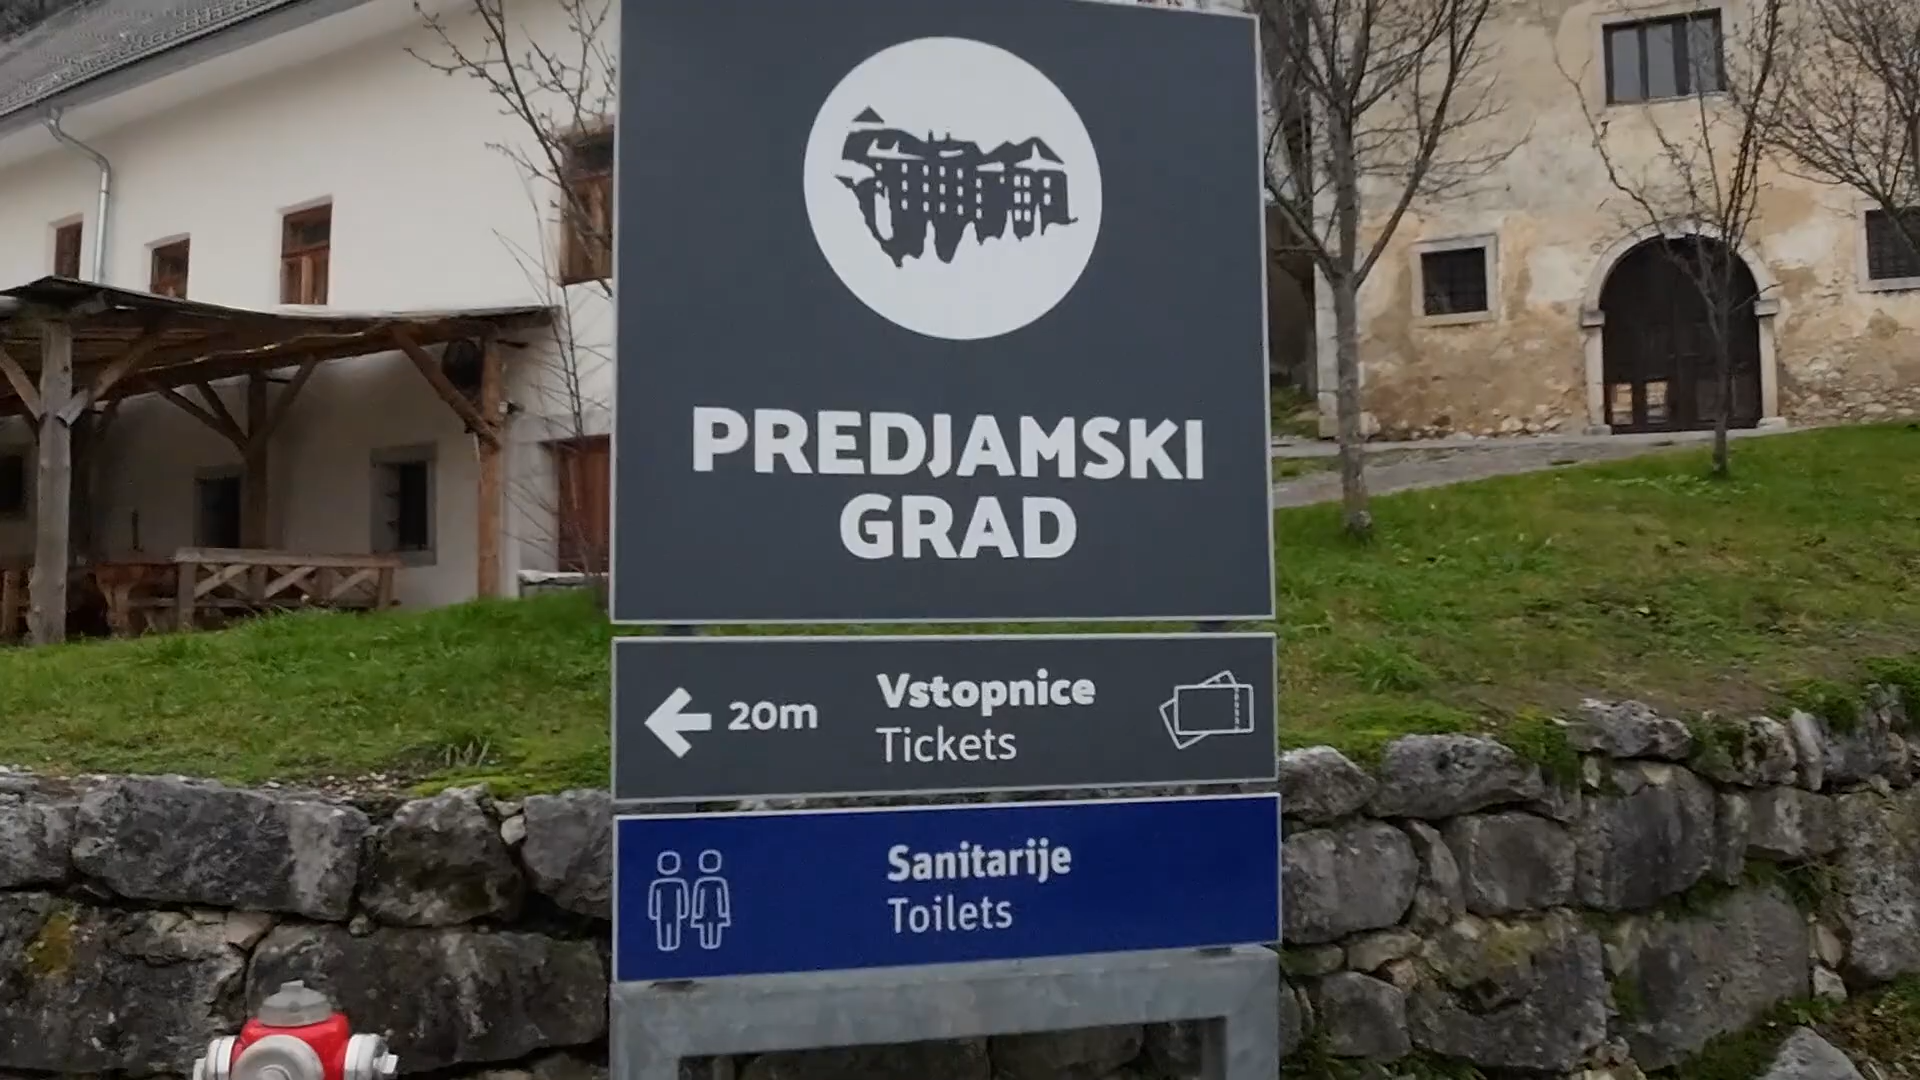 PREDJAMSKI
GRAD
20m
Vstopnice
Tickets
Sanitarije
Toilets